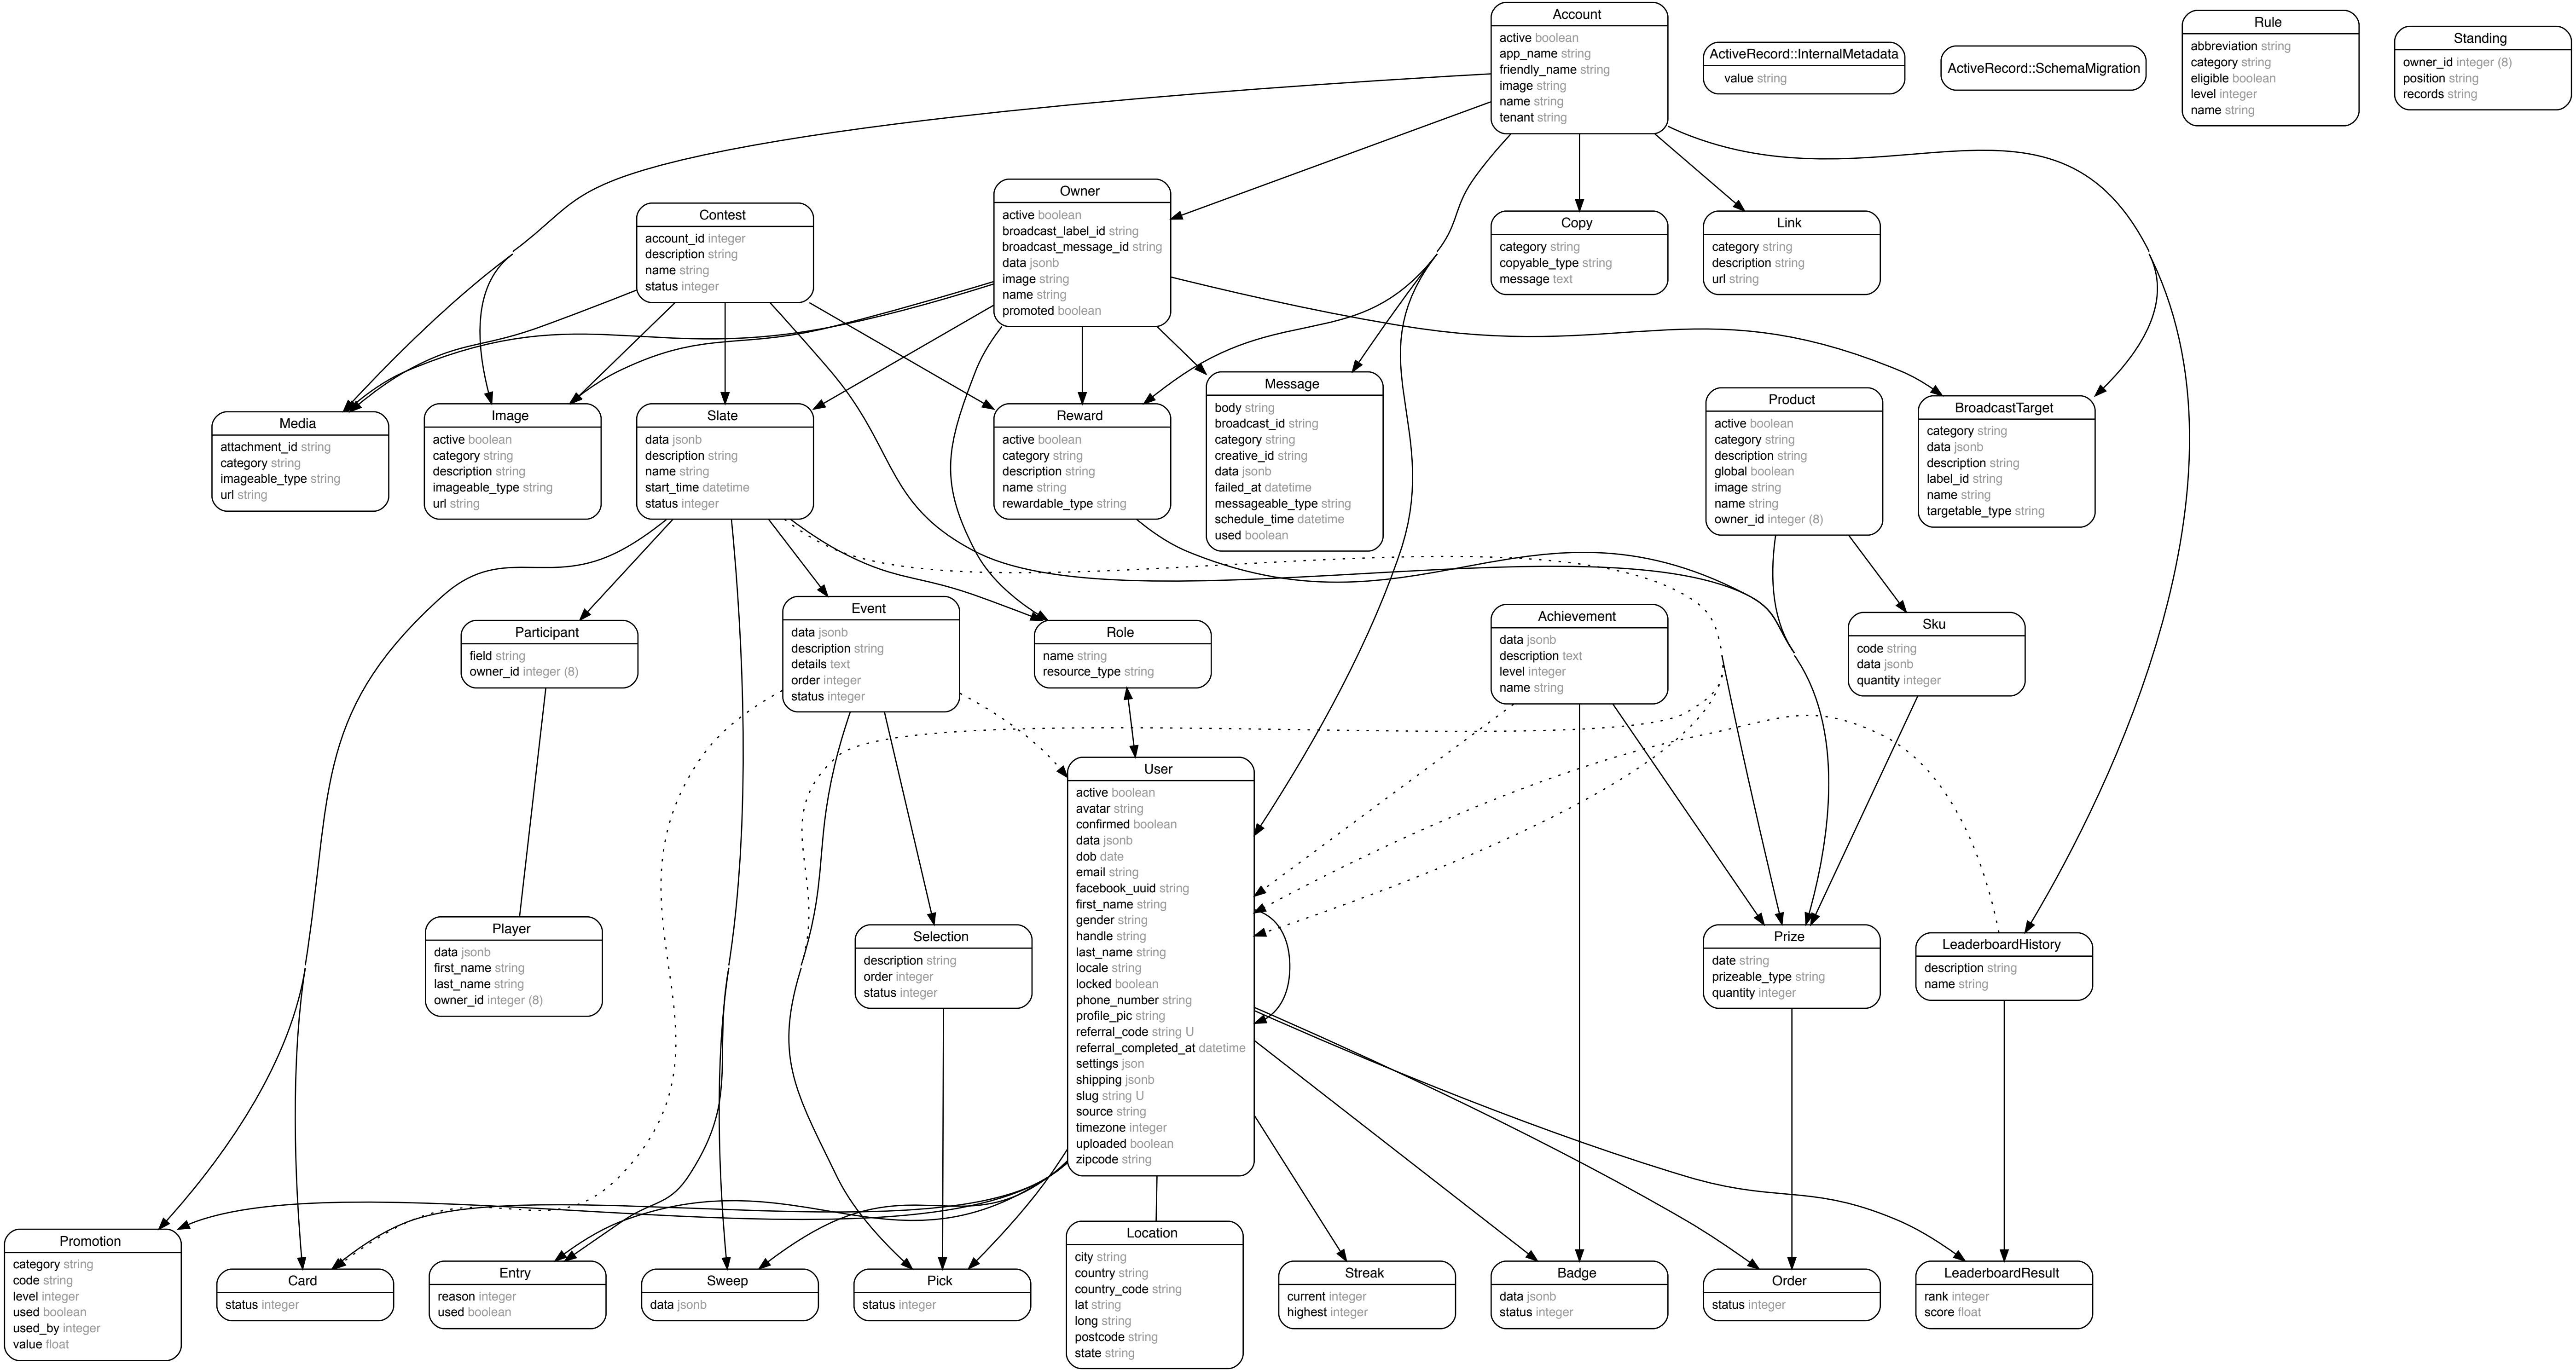 Account
active boolean
app_name string
friendly_name string
image string
name string
tenant string
ActiveRecord::InternalMetadata
value string
ActiveRecord::SchemaMigration
Rule
abbreviation string
category string
eligible boolean
level integer
name string
Standing
owner_id integer (8)
position string
records string
Contest
account_id integer
description string
name string
status integer
Owner
active boolean
broadcast_label_id string
broadcast_message_id string
data jsonb
image string
name string
promoted boolean
Copy
category string
copyable_type string
message text
Link
category string
description string
url string
Media
attachment_id string
category string
imageable_type string
url string
Image
active boolean
category string
description string
imageable_type string
url string
Slate
data jsonb
description string
name string
start_time datetime
status integer
Reward
active boolean
category string
description string
name string
rewardable_type string
Message
body string
broadcast_id string
category string
creative_id string
data jsonb
failed_at datetime
messageable_type string
schedule_time datetime
used boolean
Product
active boolean
category string
description string
global boolean
image string
name string
owner_id integer (8)
BroadcastTarget
category string
data jsonb
description string
label_id string
name string
targetable_type string
Participant
field string
owner_id integer (8)
Event
data jsonb
description string
details text
order integer
status integer
Role
name string
resource_type string
Achievement
data jsonb
description text
level integer
name string
Sku
code string
data jsonb
quantity integer
User
active boolean
avatar string
confirmed boolean
data jsonb
dob date
email string
facebook_uuid string
first_name string
gender string
handle string
last_name string
locale string
locked boolean
phone_number string
profile_pic string
referral_code string U
referral_completed_at datetime
settings json
shipping jsonb
slug string U
source string
timezone integer
uploaded boolean
zipcode string
Player
data jsonb
first_name string
last_name string
owner_id integer (8)
Selection
description string
order integer
status integer
Prize
date string
prizeable_type string
quantity integer
LeaderboardHistory
description string
name string
Promotion
category string
code string
level integer
used boolean
used_by integer
value float
Card
status integer
Entry
reason integer
used boolean
Sweep
data jsonb
Pick
status integer
Location
city string
country string
country_code string
lat string
long string
postcode string
state string
Streak
current integer
highest integer
Badge
data jsonb
status integer
Order
status integer
LeaderboardResult
rank integer
score float